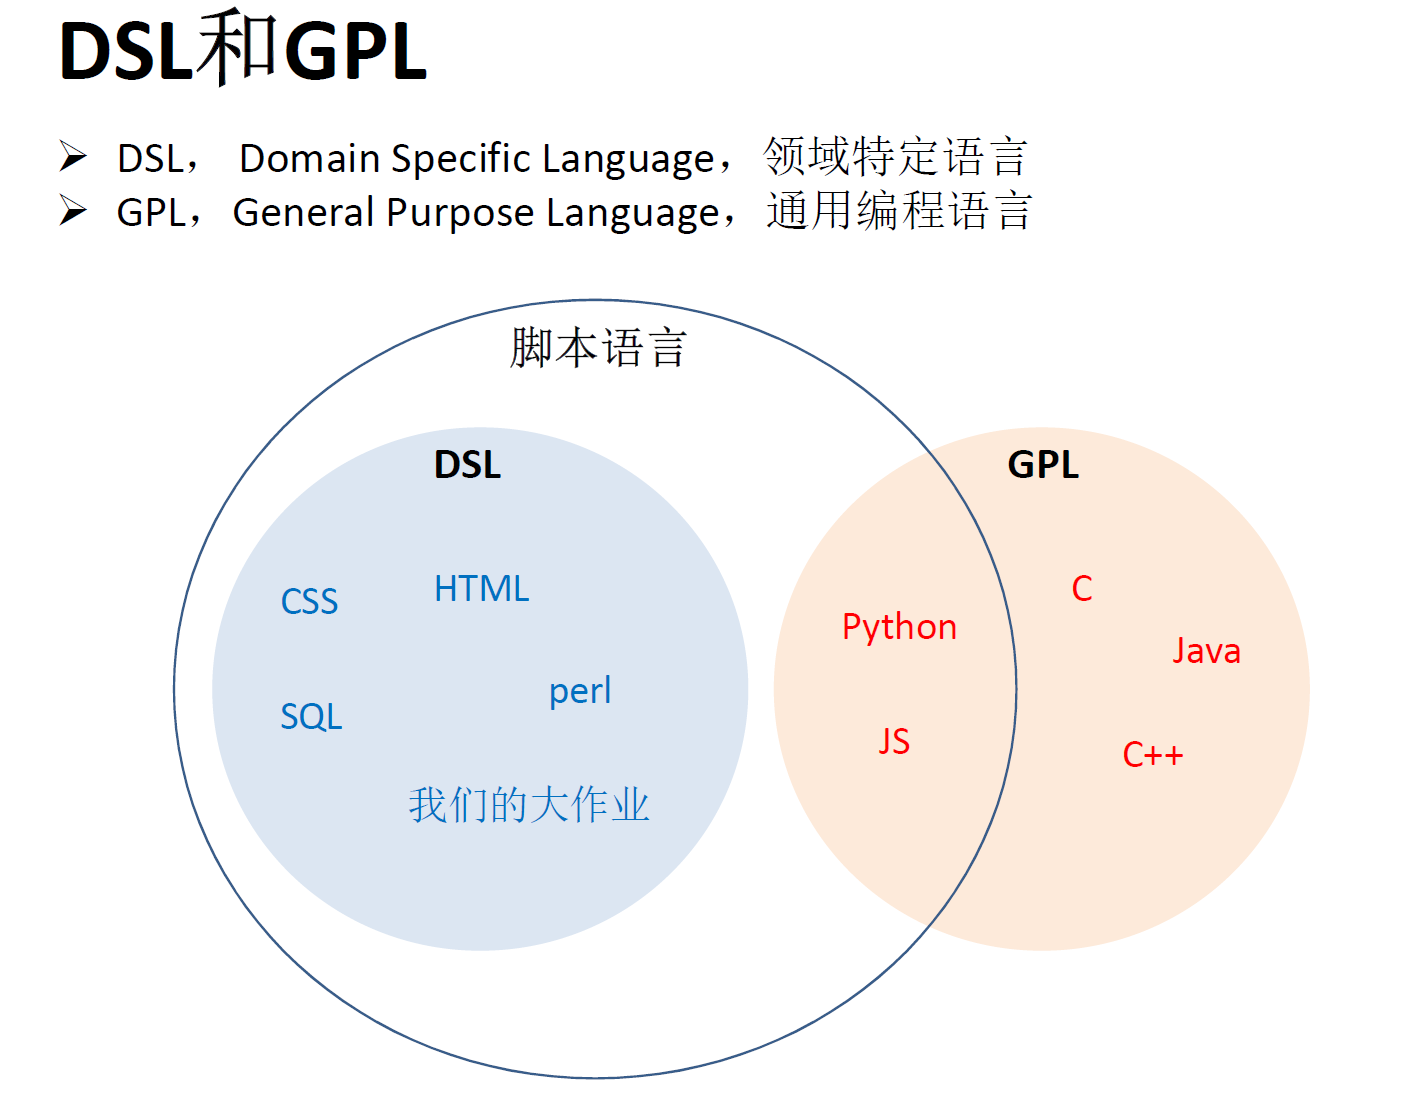 DSL和GPL
➢ DSL， Domain Specific Language，领域特定语言
➢ GPL，General Purpose Language，通用编程语言
脚本语言
DSL
GPL
CSS
HTML
C
Python
Java
perl
SQL
JS
C++
我们的大作业